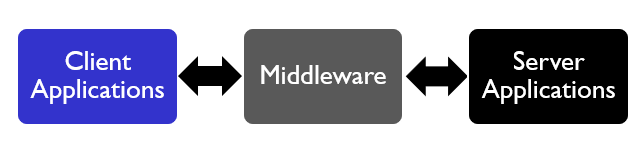 Client
Applications
Middleware
Server
Applications